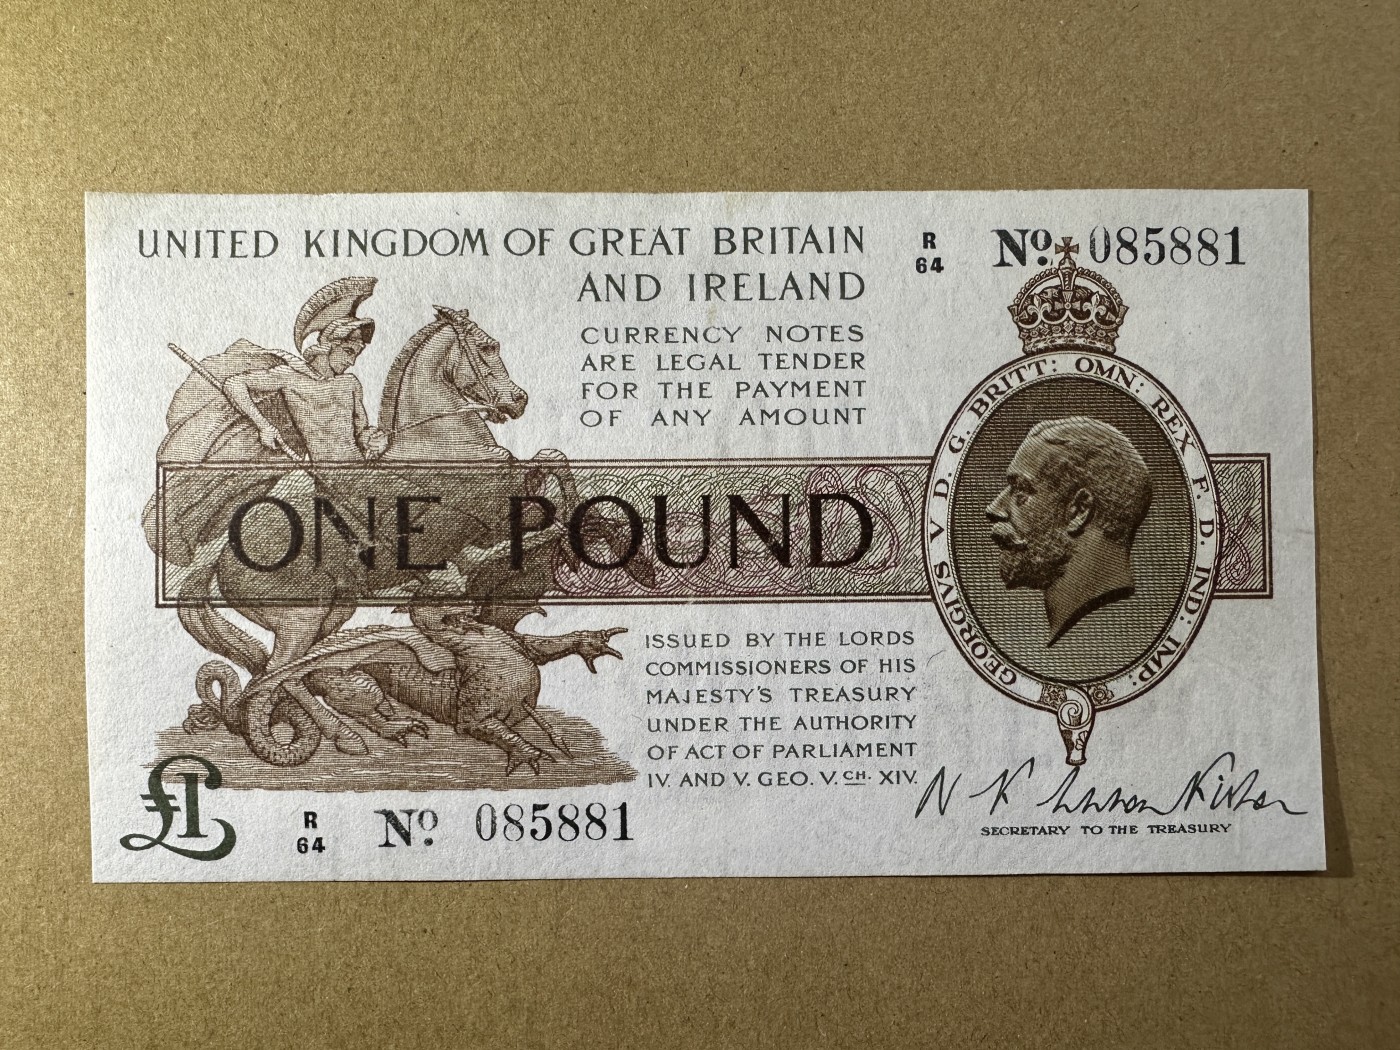 UNITED KINGDOM OF GREAT BRITAIN
AND IRELAND
R
64
Nº. 085881
CURRENCY NOTES
ARE LEGAL TENDER
FOR THE PAYMENT
OF ANY AMOUNT
GEORGIVS V D. G. BRITT: OMN: REX F. D. IND: IMP:
ONE POUND
ISSUED BY THE LORDS
COMMISSIONERS OF HIS
MAJESTY'S TREASURY
UNDER THE AUTHORITY
OF ACT OF PARLIAMENT
IV. AND V. GEO. V. CH. XIV.
£1
R
64
Nº. 085881
N K Warren Fisher
SECRETARY TO THE TREASURY